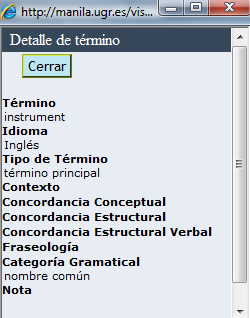 http://manila.ugr.es/vis...
Detalle de término
Cerrar
Término
instrument
Idioma
Inglés
Tipo de Término
término principal
Contexto
Concordancia Conceptual
Concordancia Estructural
Concordancia Estructural Verbal
Fraseología
Categoría Gramatical
nombre común
Nota